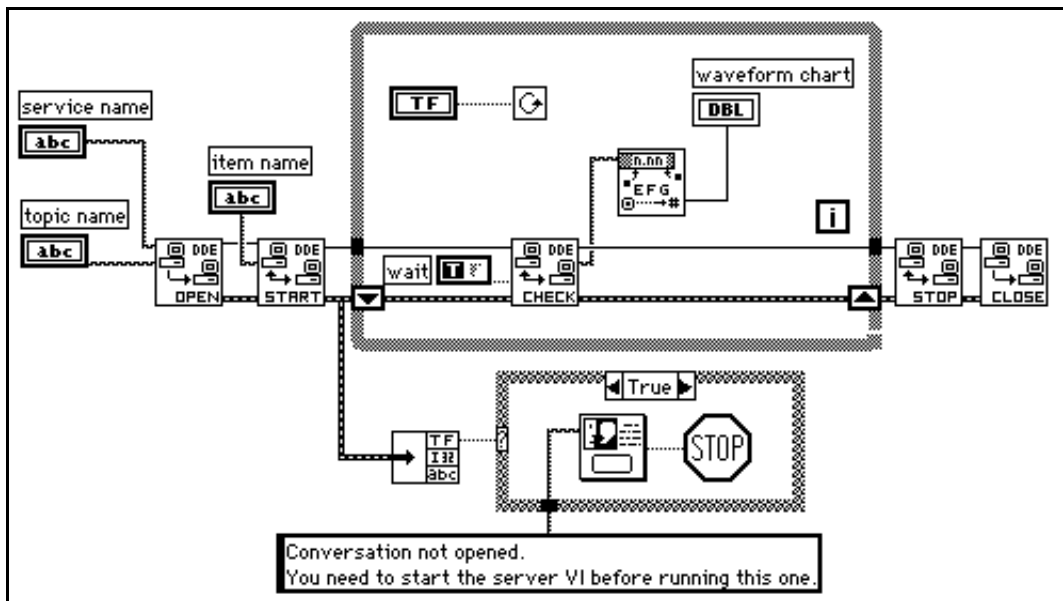 service name
abc
topic name
abc
item name
abc
TF
waveform chart
DBL
n.nn
EFG
#
i
DDE
OPEN
DDE
START
wait
T
DDE
CHECK
DDE
STOP
DDE
CLOSE
True
TF
I32
abc
?
STOP
Conversation not opened.
You need to start the server VI before running this one.